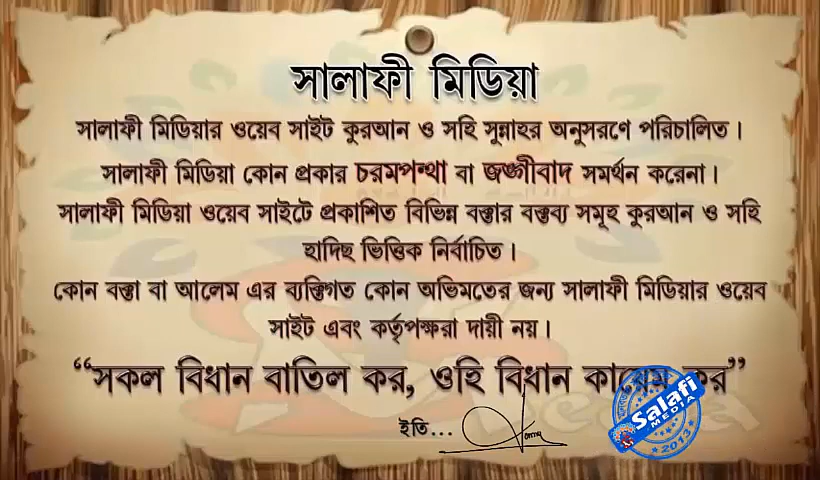 সালাফী মিডিয়া
সালাফী মিডিয়ার ওয়েব সাইট কুরআন ও সহি সুন্নাহর অনুসরণে পরিচালিত।
সালাফী মিডিয়া কোন প্রকার চরমপন্থা বা জঙ্গীবাদ সমর্থন করেনা।
সালাফী মিডিয়া ওয়েব সাইটে প্রকাশিত বিভিন্ন বক্তার বক্তব্য সমূহ কুরআন ও সহি
হাদিছ ভিত্তিক নির্বাচিত।
কোন বক্তা বা আলেম এর ব্যক্তিগত কোন অভিমতের জন্য সালাফী মিডিয়ার ওয়েব
সাইট এবং কর্তৃপক্ষরা দায়ী নয়।
“সকল বিধান বাতিল কর, ওহি বিধান কায়েম কর”
ইতি...
Salafi
MEDIA
2013